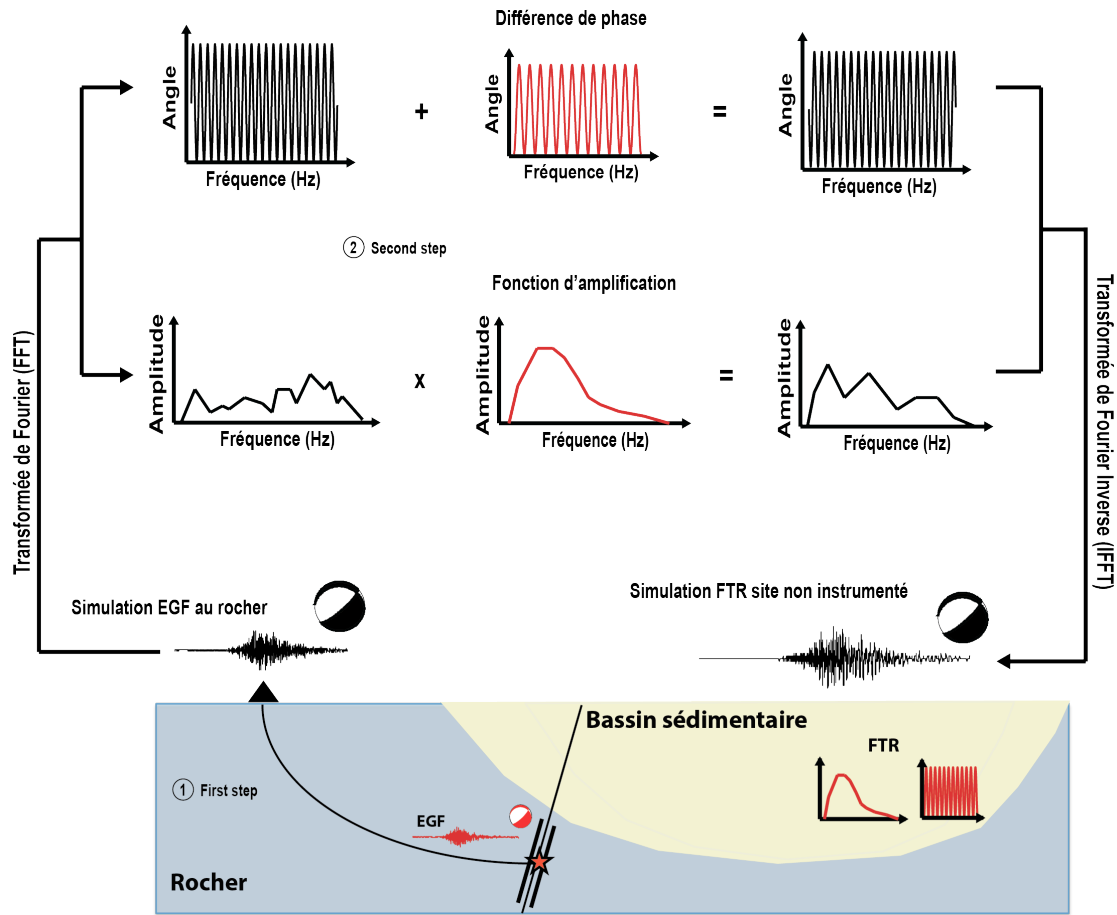 Différence de phase
Angle
Fréquence (Hz)
+
Angle
Fréquence (Hz)
=
Angle
Fréquence (Hz)
2 Second step
Fonction d'amplification
Amplitude
Fréquence (Hz)
x
Amplitude
Fréquence (Hz)
=
Amplitude
Fréquence (Hz)
Transformée de Fourier (FFT)
Transformée de Fourier Inverse (IFFT)
Simulation EGF au rocher
Simulation FTR site non instrumenté
Bassin sédimentaire
FTR
1 First step
EGF
Rocher